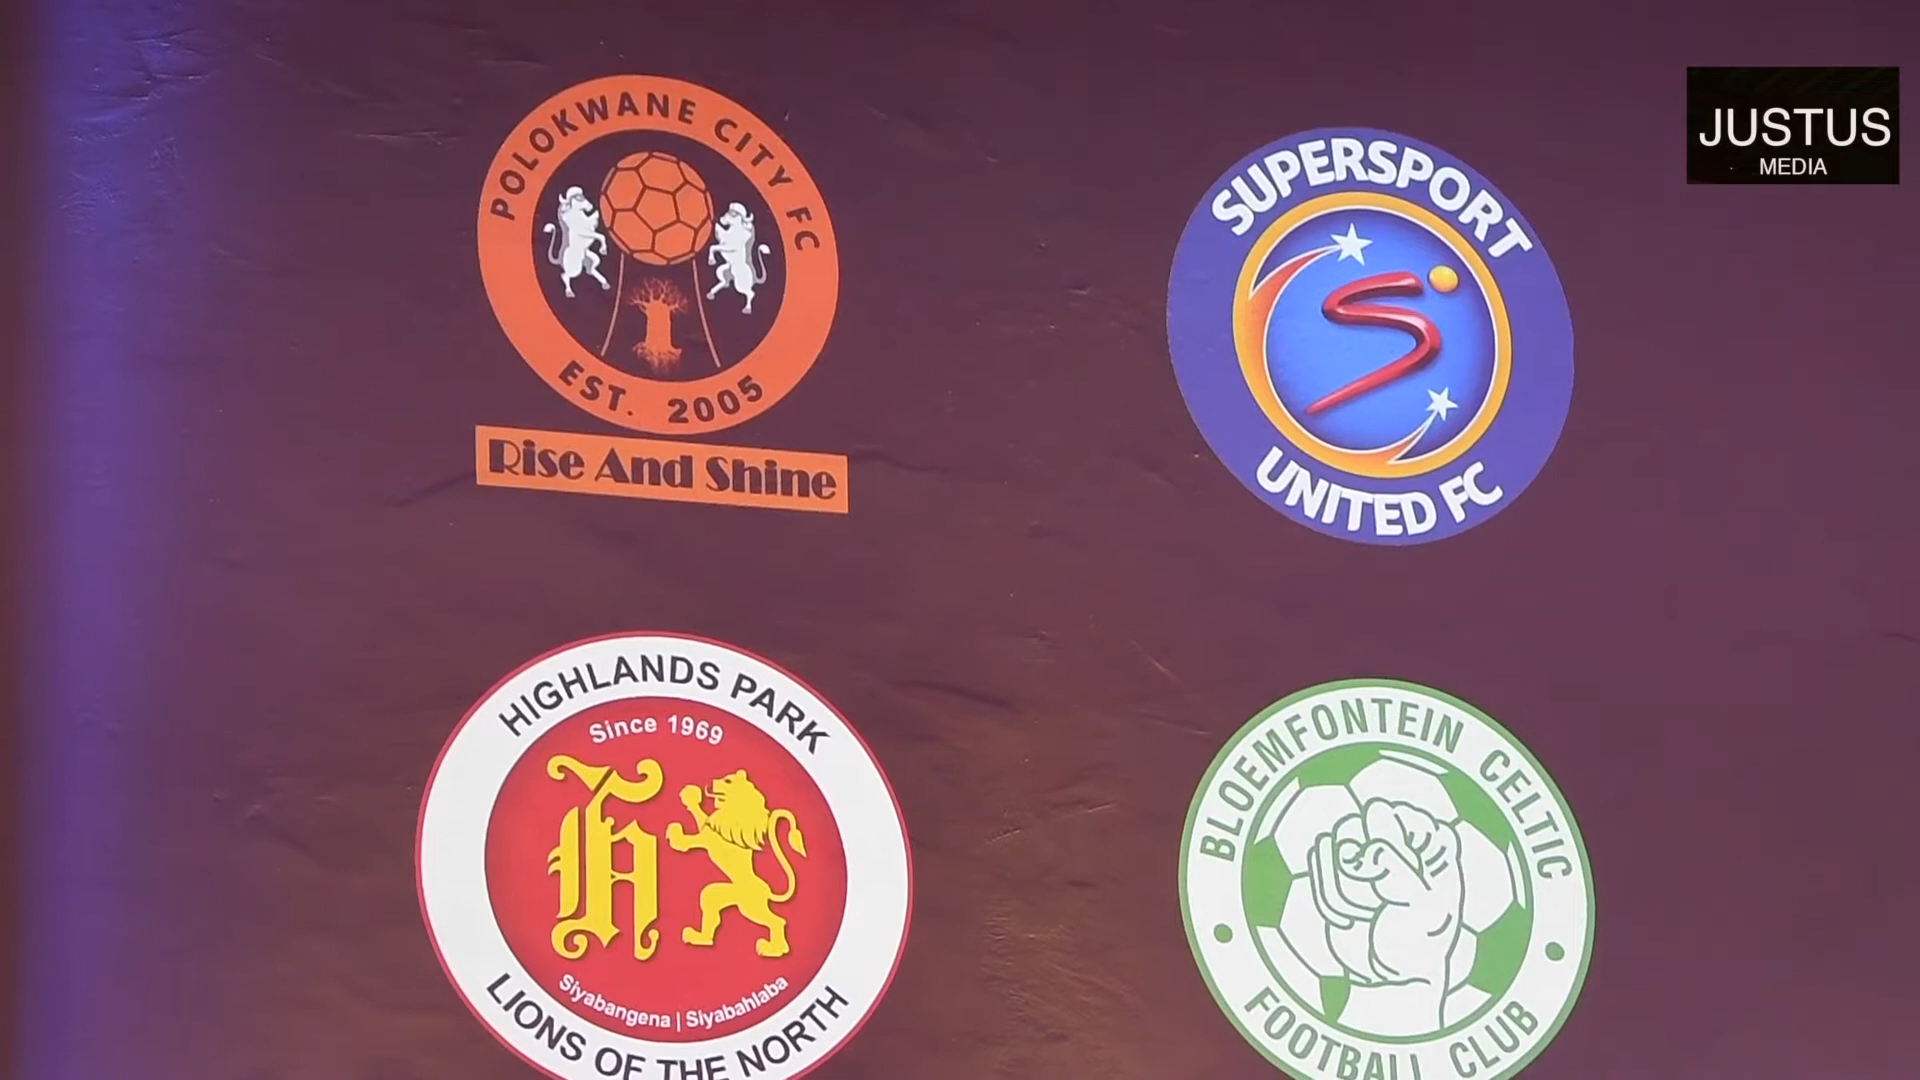 POLOKWANE CITY FC
EST. 2005
Rise And Shine
SUPERSPORT
UNITED FC
JUSTUS
MEDIA
HIGHLANDS PARK
Since 1969
h
Siyabangena | Siyabahlaba
LIONS OF THE NORTH
BLOEMFONTEIN CELTIC
FOOTBALL CLUB